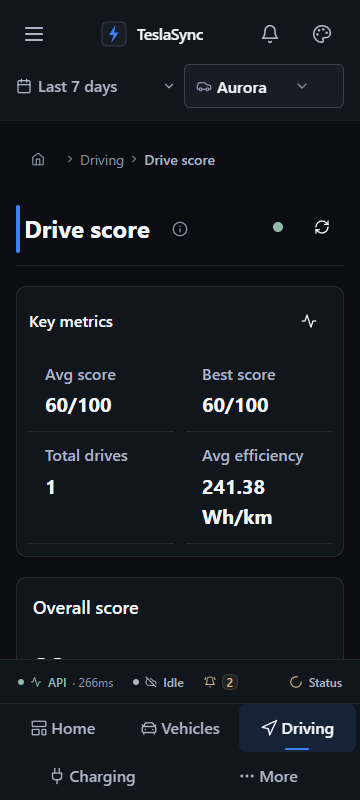 TeslaSync
Last 7 days
Aurora
Driving
Drive score
Drive score
Key metrics
Avg score
Best score
60/100
60/100
Total drives
Avg efficiency
1
241.38
Wh/km
Overall score
API · 266ms
Idle
2
Status
Home
Vehicles
Driving
Charging
More